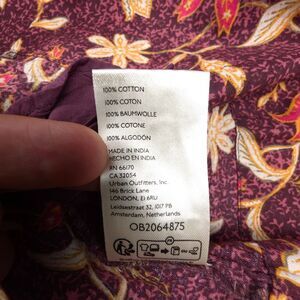 100% COTTON
100% COTON
100% BAUMWOLLE
100% COTONE
100% ALGODÓN
MADE IN INDIA
HECHO EN INDIA
RN 66170
CA 32054
Urban Outfitters, Inc.
146 Brick Lane
LONDON, E1 6RU
Leidsestraat 32, 1017 PB
Amsterdam, Netherlands
OB2064875